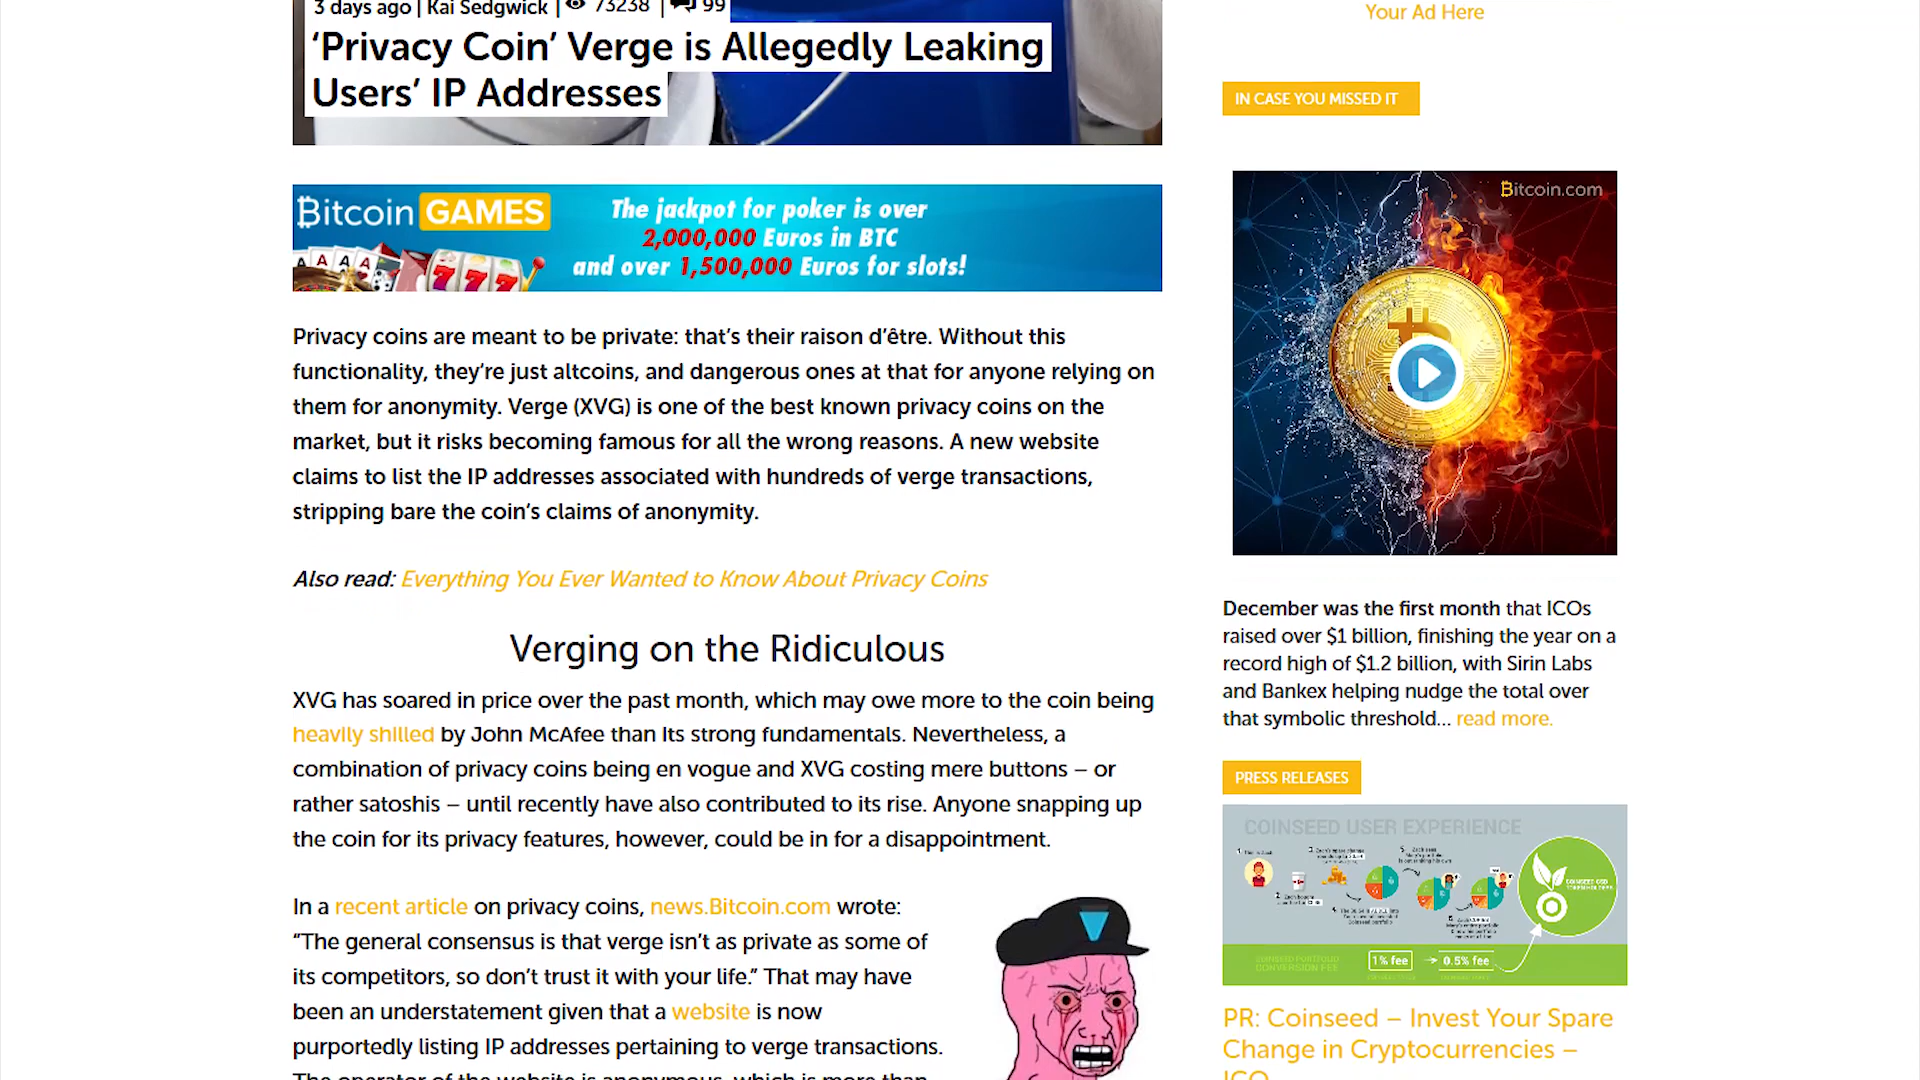 3 days ago | Kai Sedgwick | 73238 | 99
‘Privacy Coin’ Verge is Allegedly Leaking
Users’ IP Addresses
Bitcoin GAMES
The jackpot for poker is over
2,000,000 Euros in BTC
and over 1,500,000 Euros for slots!
Privacy coins are meant to be private: that’s their raison d’être. Without this
functionality, they’re just altcoins, and dangerous ones at that for anyone relying on
them for anonymity. Verge (XVG) is one of the best known privacy coins on the
market, but it risks becoming famous for all the wrong reasons. A new website
claims to list the IP addresses associated with hundreds of verge transactions,
stripping bare the coin’s claims of anonymity.
Also read: Everything You Ever Wanted to Know About Privacy Coins
Verging on the Ridiculous
XVG has soared in price over the past month, which may owe more to the coin being
heavily shilled by John McAfee than its strong fundamentals. Nevertheless, a
combination of privacy coins being en vogue and XVG costing mere buttons – or
rather satoshis – until recently have also contributed to its rise. Anyone snapping up
the coin for its privacy features, however, could be in for a disappointment.
In a recent article on privacy coins, news.Bitcoin.com wrote:
“The general consensus is that verge isn’t as private as some of
its competitors, so don’t trust it with your life.” That may have
been an understatement given that a website is now
purportedly listing IP addresses pertaining to verge transactions.
The operator of the website is anonymous, which is more than
Your Ad Here
IN CASE YOU MISSED IT
Bitcoin.com
December was the first month that ICOs
raised over $1 billion, finishing the year on a
record high of $1.2 billion, with Sirin Labs
and Bankex helping nudge the total over
that symbolic threshold... read more.
PRESS RELEASES
COINSEED USER EXPERIENCE
CONVERSION FEE
1% fee
0.5% fee
PR: Coinseed – Invest Your Spare
Change in Cryptocurrencies –
ICO